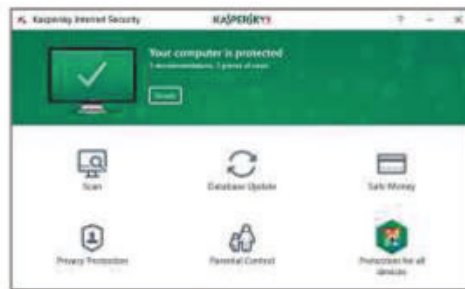 Kaspersky Internet Security
KASPERSKY
Your computer is protected
Details
Scan
Database Update
Safe Money
Privacy Protection
Parental Control
Protection for all
devices